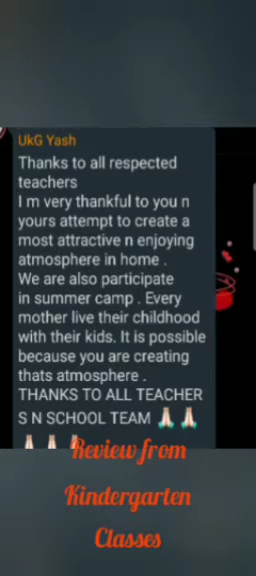 UkG Yash
Thanks to all respected
teachers
I m very thankful to you n
yours attempt to create a
most attractive n enjoying
atmosphere in home .
We are also participate
in summer camp . Every
mother live their childhood
with their kids. It is possible
because you are creating
thats atmosphere .
THANKS TO ALL TEACHER
S N SCHOOL TEAM 🙏🏻 🙏🏻
🙏🏻 🙏🏻 🙏🏻
Review from
Kindergarten
Classes